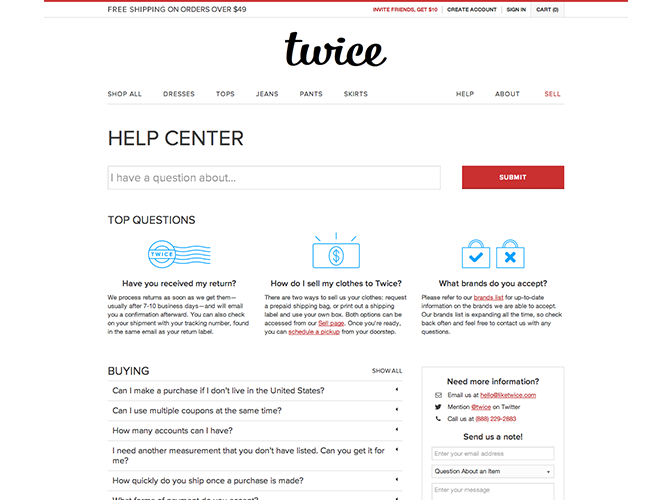 FREE SHIPPING ON ORDERS OVER $49
INVITE FRIENDS, GET $10 CREATE ACCOUNT SIGN IN CART (0)
twice
SHOP ALL DRESSES TOPS JEANS PANTS SKIRTS HELP ABOUT SELL
HELP CENTER
I have a question about...
SUBMIT
TOP QUESTIONS
TWICE
Have you received my return?
We process returns as soon as we get them—
usually after 7-10 business days—and will email
you a confirmation afterward. You can also check
on your shipment with your tracking number, found
in the same email as your return label.
$
How do I sell my clothes to Twice?
There are two ways to sell us your clothes: request
a prepaid shipping bag, or print out a shipping
label and use your own box. Both options can be
accessed from our Sell page. Once you're ready,
you can schedule a pickup from your doorstep.
What brands do you accept?
Please refer to our brands list for up-to-date
information on the brands we are able to accept.
Our brands list is expanding all the time, so check
back often and feel free to contact us with any
questions.
BUYING
SHOW ALL
Can I make a purchase if I don't live in the United States?
Can I use multiple coupons at the same time?
How many accounts can I have?
I need another measurement that you don't have listed. Can you get it for
me?
How quickly do you ship once a purchase is made?
What forms of payment do you accept?
Need more information?
Email us at hello@liketwice.com
Mention @twice on Twitter
Call us at (888) 229-2883
Send us a note!
Enter your email address
Question About an Item
Enter your message